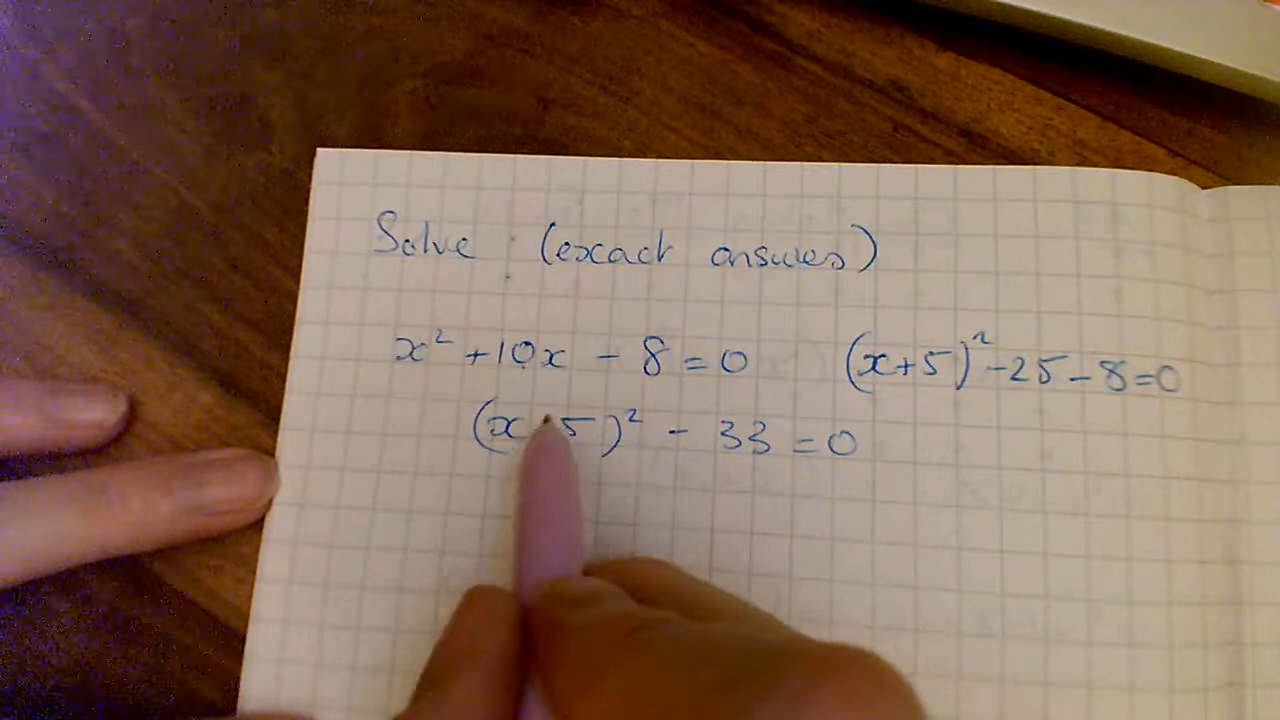 Solve : (exact answers)
x² + 10x - 8 = 0 (x+5)² - 25 - 8 = 0
(x 5)² - 33 = 0